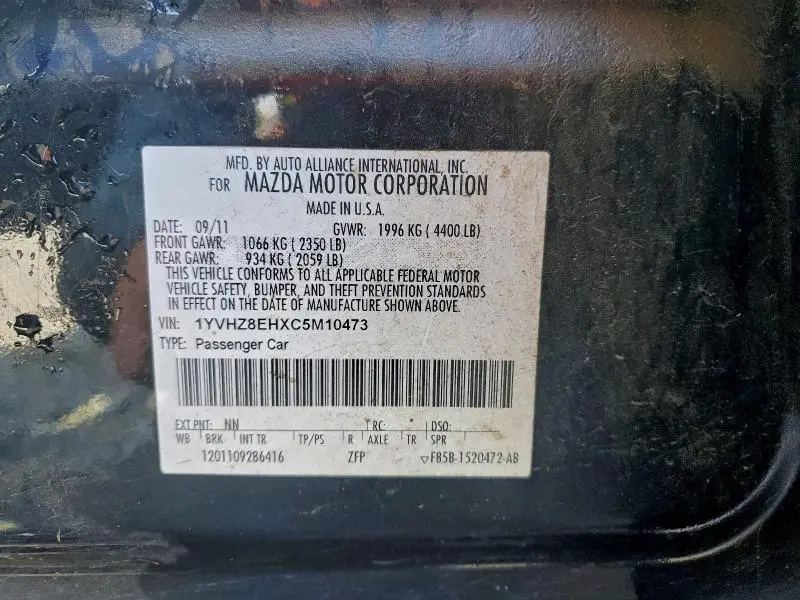 MFD. BY AUTO ALLIANCE INTERNATIONAL, INC.
FOR MAZDA MOTOR CORPORATION
MADE IN U.S.A.
DATE: 09/11 GVWR: 1996 KG ( 4400 LB)
FRONT GAWR: 1066 KG ( 2350 LB)
REAR GAWR: 934 KG ( 2059 LB)
THIS VEHICLE CONFORMS TO ALL APPLICABLE FEDERAL MOTOR
VEHICLE SAFETY, BUMPER, AND THEFT PREVENTION STANDARDS
IN EFFECT ON THE DATE OF MANUFACTURE SHOWN ABOVE.
VIN: 1YVHZ8EHXC5M10473
TYPE: Passenger Car
EXT PNT: NN RC: DSO:
WB BRK INT TR TP/PS R AXLE TR SPR
1201109286416 ZFP ▽F85B-1520472-AB